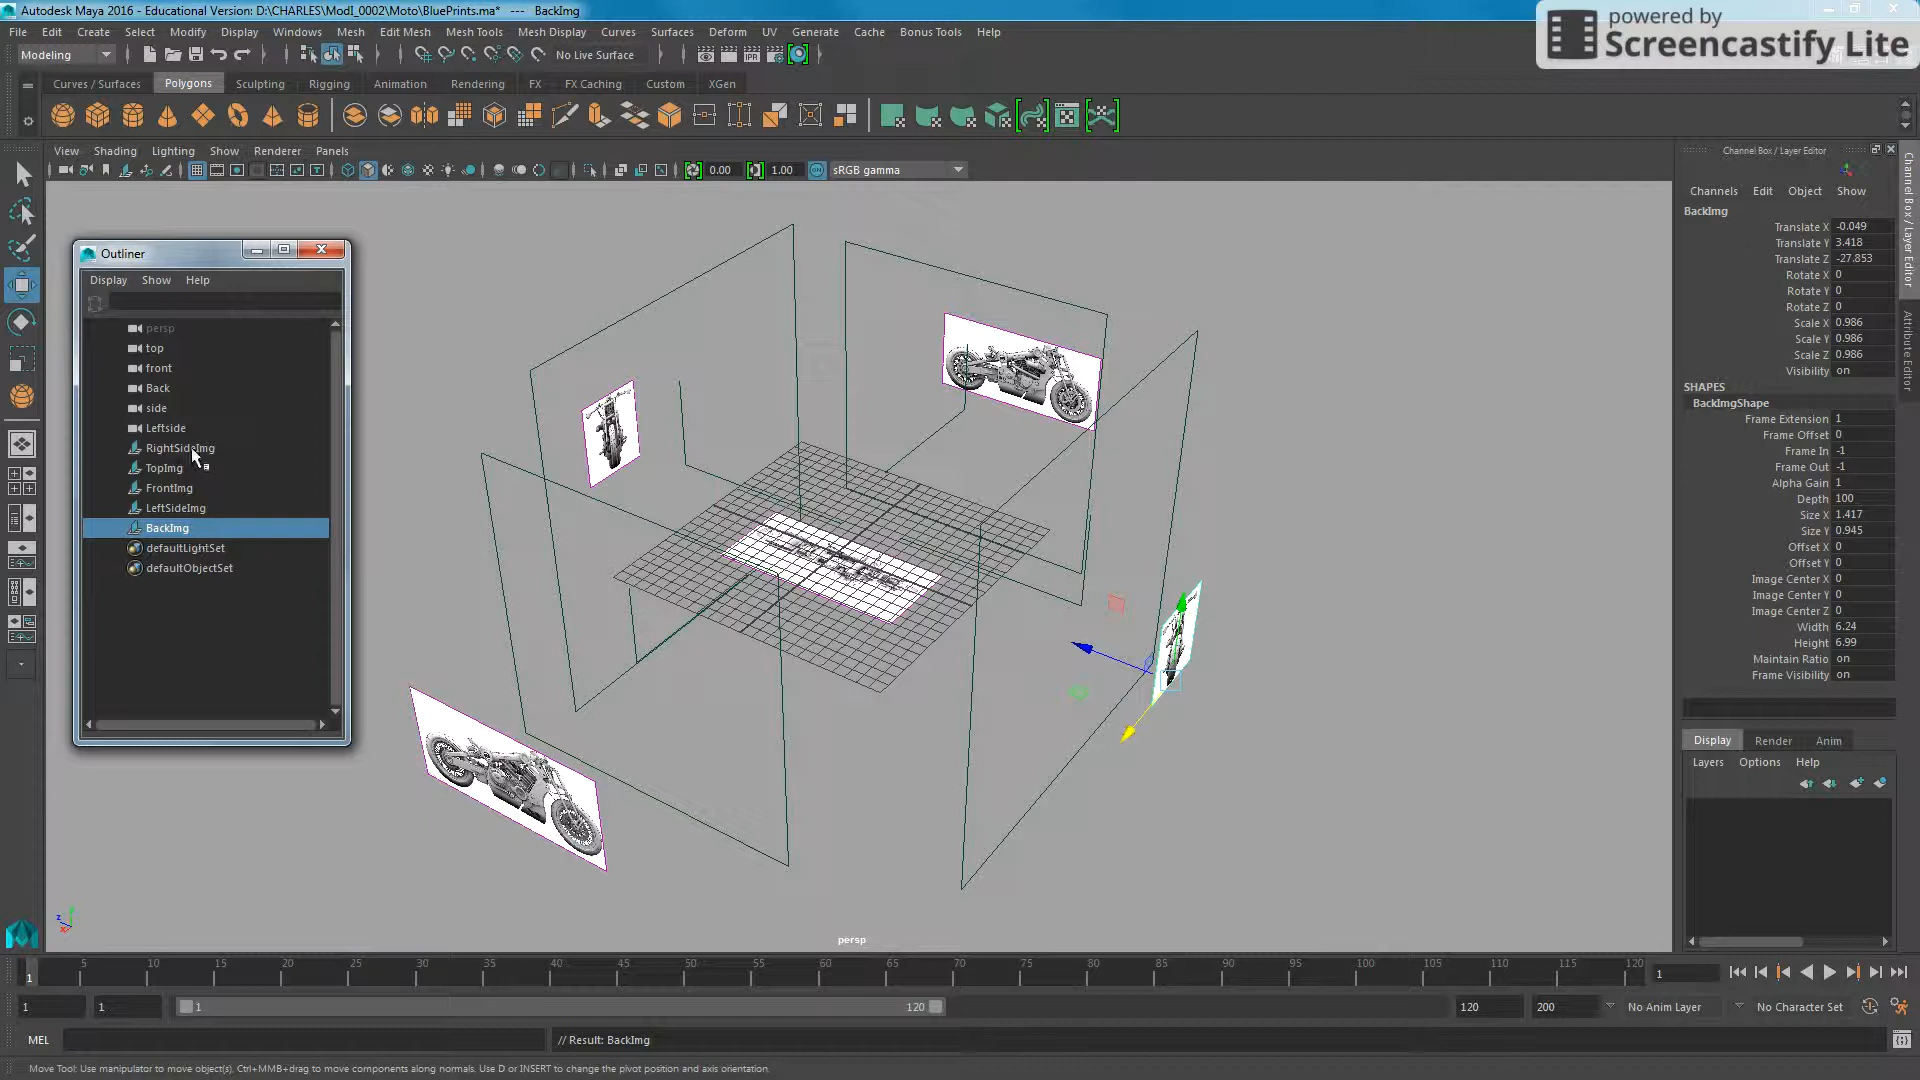 Autodesk Maya 2016 - Educational Version: D:\CHARLES\ModI_0002\Moto\BluePrints.ma* --- BackImg
powered by
Screencastify Lite
File Edit Create Select Modify Display Windows Mesh Edit Mesh Mesh Tools Mesh Display Curves Surfaces Deform UV Generate Cache Bonus Tools Help
Modeling No Live Surface
Curves / Surfaces Polygons Sculpting Rigging Animation Rendering FX FX Caching Custom XGen
View Shading Lighting Show Renderer Panels
0.00 1.00 sRGB gamma
Outliner
Display Show Help
persp
top
front
Back
side
Leftside
RightSideImg
TopImg
FrontImg
LeftSideImg
BackImg
defaultLightSet
defaultObjectSet
persp
Channel Box / Layer Editor
Channels Edit Object Show
BackImg
Translate X -0.049
Translate Y 3.418
Translate Z -27.853
Rotate X 0
Rotate Y 0
Rotate Z 0
Scale X 0.986
Scale Y 0.986
Scale Z 0.986
Visibility on
SHAPES
BackImgShape
Frame Extension 1
Frame Offset 0
Frame In -1
Frame Out -1
Alpha Gain 1
Depth 100
Size X 1.417
Size Y 0.945
Offset X 0
Offset Y 0
Image Center X 0
Image Center Y 0
Image Center Z 0
Width 6.24
Height 6.99
Maintain Ratio on
Frame Visibility on
Display Render Anim
Layers Options Help
Channel Box / Layer Editor
Attribute Editor
1 5 10 15 20 25 30 35 40 45 50 55 60 65 70 75 80 85 90 95 100 105 110 115 120 1
1 1 1 120 120 200 No Anim Layer No Character Set
MEL // Result: BackImg
Move Tool: Use manipulator to move object(s). Ctrl+MMB+drag to move components along normals. Use D or INSERT to change the pivot position and axis orientation.